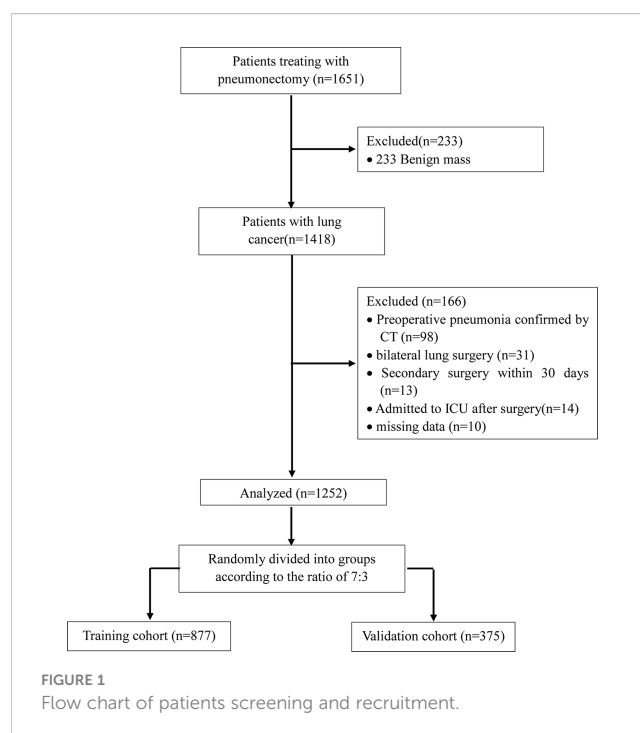 Patients treating with
pneumonectomy (n=1651)
Excluded(n=233)
• 233 Benign mass
Patients with lung
cancer(n=1418)
Excluded (n=166)
• Preoperative pneumonia confirmed by
CT (n=98)
• bilateral lung surgery (n=31)
• Secondary surgery within 30 days
(n=13)
• Admitted to ICU after surgery(n=14)
• missing data (n=10)
Analyzed (n=1252)
Randomly divided into groups
according to the ratio of 7:3
Training cohort (n=877)
Validation cohort (n=375)
FIGURE 1
Flow chart of patients screening and recruitment.